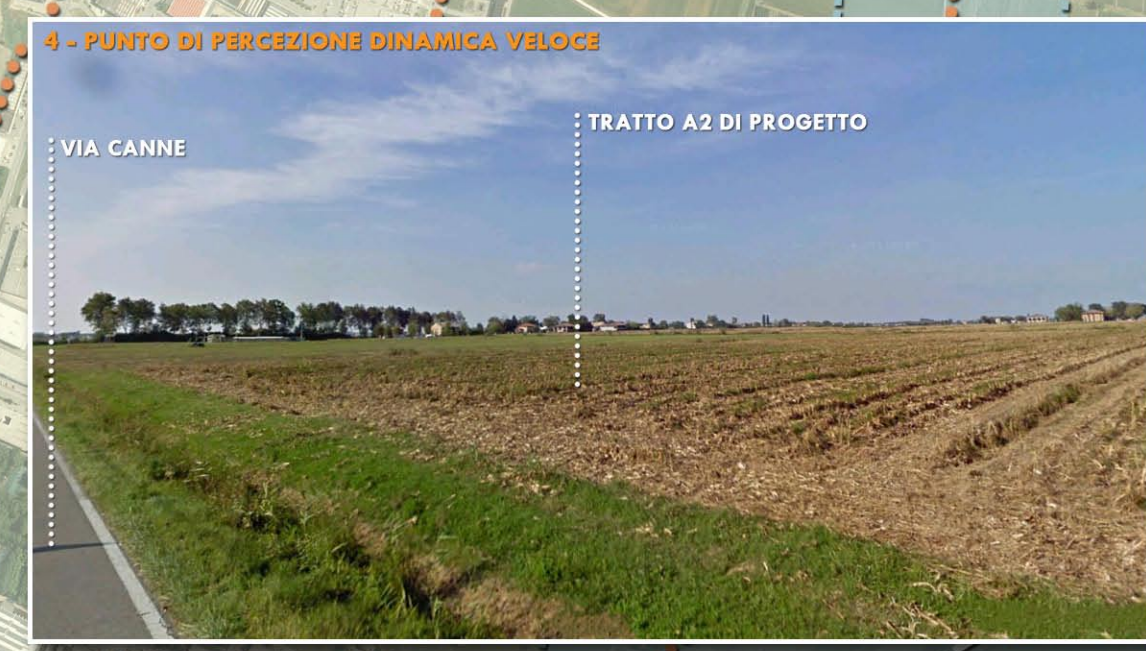 4 - PUNTO DI PERCEZIONE DINAMICA VELOCE
TRATTO A2 DI PROGETTO
VIA CANNE